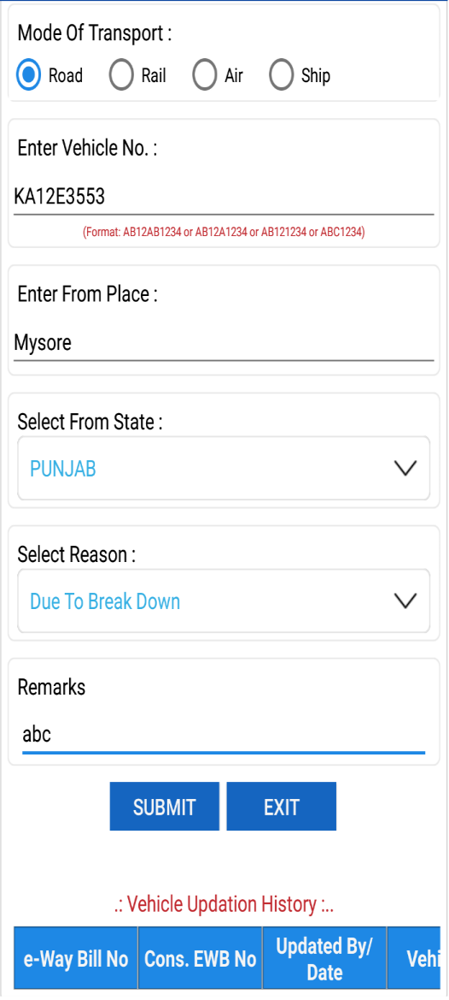 Mode Of Transport :
Road Rail Air Ship
Enter Vehicle No. :
KA12E3553
(Format: AB12AB1234 or AB12A1234 or AB121234 or ABC1234)
Enter From Place :
Mysore
Select From State :
PUNJAB
Select Reason :
Due To Break Down
Remarks
abc
SUBMIT EXIT
.: Vehicle Updation History :..
e-Way Bill No Cons. EWB No Updated By/ Vehi
Date